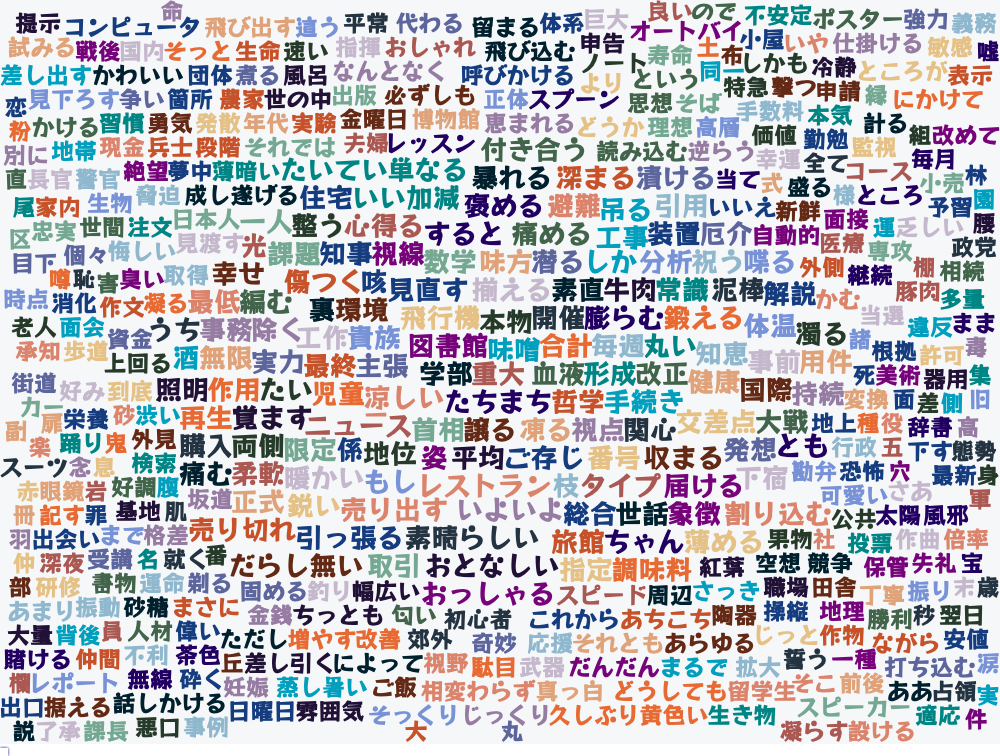 命
提示 コンピュータ 飛び出す 違う 平常 代わる 留まる 体系 巨大 良い ので 不安定 ポスター 強力 義務
試みる 戦後 国内 そっと 生命 速い 指揮 おしゃれ 飛び込む 申告 オートバイ 小屋 いや 仕掛ける 敏感 嘘
差し出す かわいい 団体 煮る 風呂 なんとなく 呼びかける ノート 寿命 土 布 しかも 冷静 ところが 表示
恋 見下ろす 争い 箇所 農家 世の中 出版 必ずしも 正体 スプーン より という 同一 特急 撃つ 申請 縁 にかけて
粉 かける 習慣 勇気 発散 年代 実験 金曜日 博物館 恵まれる どうか 思想 そば 手数料 本気 計る 組 改めて
別に 地帯 現金 兵士 段階 それでは 夫婦 レッスン 付き合う 読み込む 逆らう 理想 高層 価値 勤勉 監視 毎月
直 長官 警官 絶望 夢中 薄暗い たいてい 単なる 暴れる 深まる 漬ける 当て 幸運 全て コース 林
尾 家内 生物 脅迫 成し遂げる 住宅 いい加減 褒める 避難 吊る 引用 いいえ 新鮮 式 盛る 様 ところ 小売 予習 園
区 忠実 世間 注文 日本人 一人 整う 心得る すると 痛める 工事 装置 厄介 自動的 面接 運 乏しい 腰
目下 個々 悔しい 見渡す 光 課題 知事 視線 数学 味方 潜る しか 分析 祝う 喋る 外側 医療 専攻 政党
噂 恥 害 臭い 取得 幸せ 傷つく 咳 見直す 揃える 素直 牛肉 常識 泥棒 解説 かむ 継続 棚 相続
時点 消化 作文 凝る 最低 編む 裏 環境 飛行機 本物 開催 膨らむ 鍛える 体温 濁る 当選 豚肉 多量
老人 面会 資金 うち 事務 除く 工作 貴族 図書館 味噌 合計 毎週 丸い 知恵 諸 違反 まま
承知 歩道 上回る 酒 無限 実力 最終 主張 学部 重大 血液 形成 改正 事前 用件 根拠 許可 毒
街道 好み 到底 照明 作用 たい 児童 涼しい たちまち 哲学 手続き 健康 国際 持続 変換 死 美術 器用 集
カー 扉 栄養 砂 渋い 再生 覚ます ニュース 首相 譲る 凍る 視点 関心 交差点 大戦 地上 種 役 面 差 側 旧
副 楽 踊り 鬼 外見 購入 両側 限定 係 地位 姿 平均 ご存じ 番号 収まる 発想 とも 行政 五 辞書 高
スーツ 念 息 検索 痛む 柔軟 暖かい もし レストラン 枝 タイプ 届ける 下宿 勘弁 恐怖 穴 下す 態勢
赤 眼鏡 岩 好調 腹 坂道 正式 鋭い 売り出す いよいよ 総合 世話 象徴 割り込む 可愛い さあ 最新 身
冊 記す 罪 基地 肌 売り切れ 引っ張る 素晴らしい 旅館 ちゃん 薄める 公共 太陽 風邪 軍
羽 出会い まで 格差 番 だらし無い 取引 おとなしい 指定 調味料 果物 社 投票 作曲 倍率
仲 深夜 受講 名 就く 剃る 固める 釣り 幅広い おっしゃる スピード 周辺 紅葉 空想 競争 保管 失礼 宝
部 研修 書物 運命 金銭 ちっとも 匂い 初心者 これから あちこち さっき 職場 田舎 丁寧 振り 末 歳
あまり 振動 砂糖 まさに 陶器 操縦 地理 勝利 秒 翌日
大量 背後 員 人材 偉い ただし 増やす 改善 郊外 奇妙 応援 それとも あらゆる じっと 作物 ながら 安値
賭ける 仲間 不利 茶色 丘 差し引く によって 視野 駄目 武器 だんだん まるで 拡大 誓う 一種 打ち込む 涙
欄 レポート 無線 砕く 妊娠 蒸し暑い ご飯 相変わらず 真っ白 どうしても 留学生 そこ 前後 ああ 占領 実
出口 据える 話しかける 日曜日 雰囲気 そっくり じっくり 久しぶり 黄色い 生き物 スピーカー 適応 件
説 了承 課長 悪口 事例 大 丸 凝らす 設ける